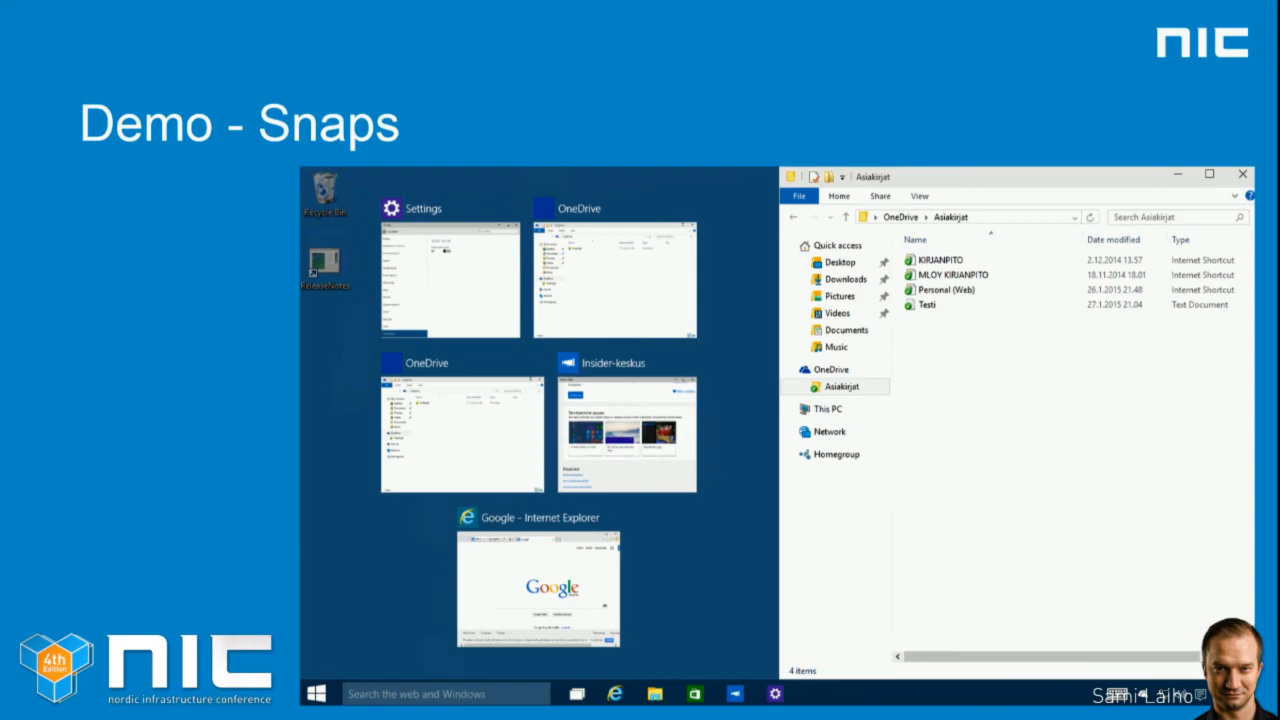 NIC
Demo - Snaps
Recycle Bin
ReleaseNotes
Settings
OneDrive
OneDrive
Insider-keskus
Google - Internet Explorer
Google
Asiakirjat
File Home Share View
OneDrive Asiakirjat
Search Asiakirjat
Name Date modified Type
KIRJANPITO 2.12.2014 13.57 Internet Shortcut
MLOY KIRJANPITO 18.11.2014 18.01 Internet Shortcut
Personal (Web) 26.1.2015 21.48 Internet Shortcut
Testi 27.1.2015 21.04 Text Document
Quick access
Desktop
Downloads
Pictures
Videos
Documents
Music
OneDrive
Asiakirjat
This PC
Network
Homegroup
4 items
Search the web and Windows
Sami Laiho
4th
Edition
NIC
nordic infrastructure conference